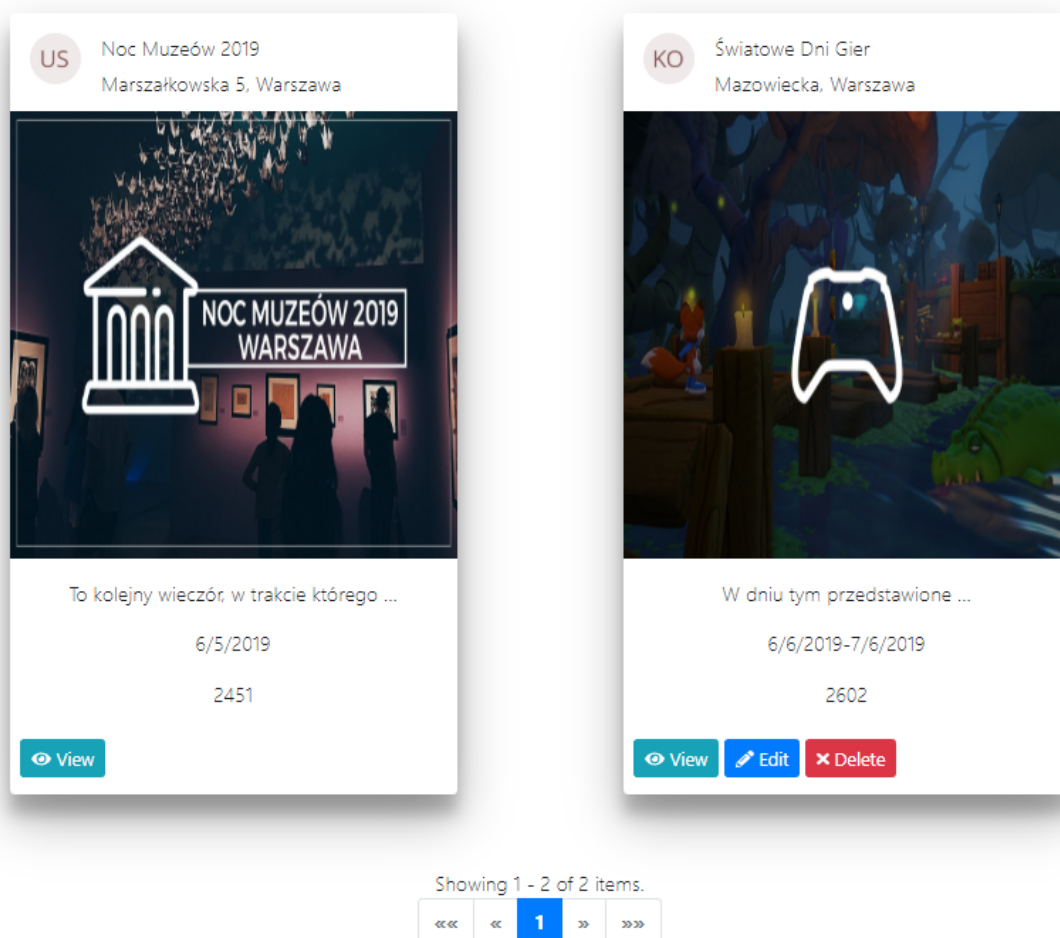 US
Noc Muzeów 2019
Marszałkowska 5, Warszawa
NOC MUZEÓW 2019
WARSZAWA
To kolejny wieczór, w trakcie którego ...
6/5/2019
2451
View
KO
Światowe Dni Gier
Mazowiecka, Warszawa
W dniu tym przedstawione ...
6/6/2019-7/6/2019
2602
View Edit Delete
Showing 1 - 2 of 2 items.
«« « 1 » »»